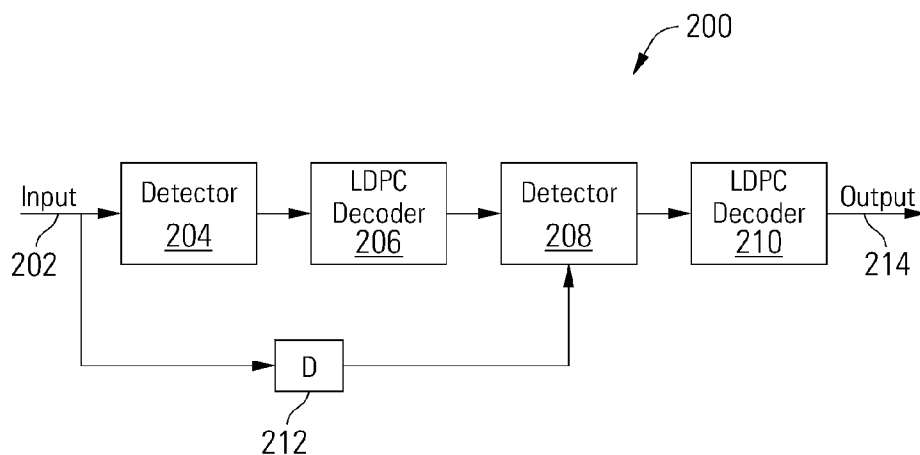 200
Input
202
Detector
204
LDPC
Decoder
206
Detector
208
LDPC
Decoder
210
Output
214
D
212